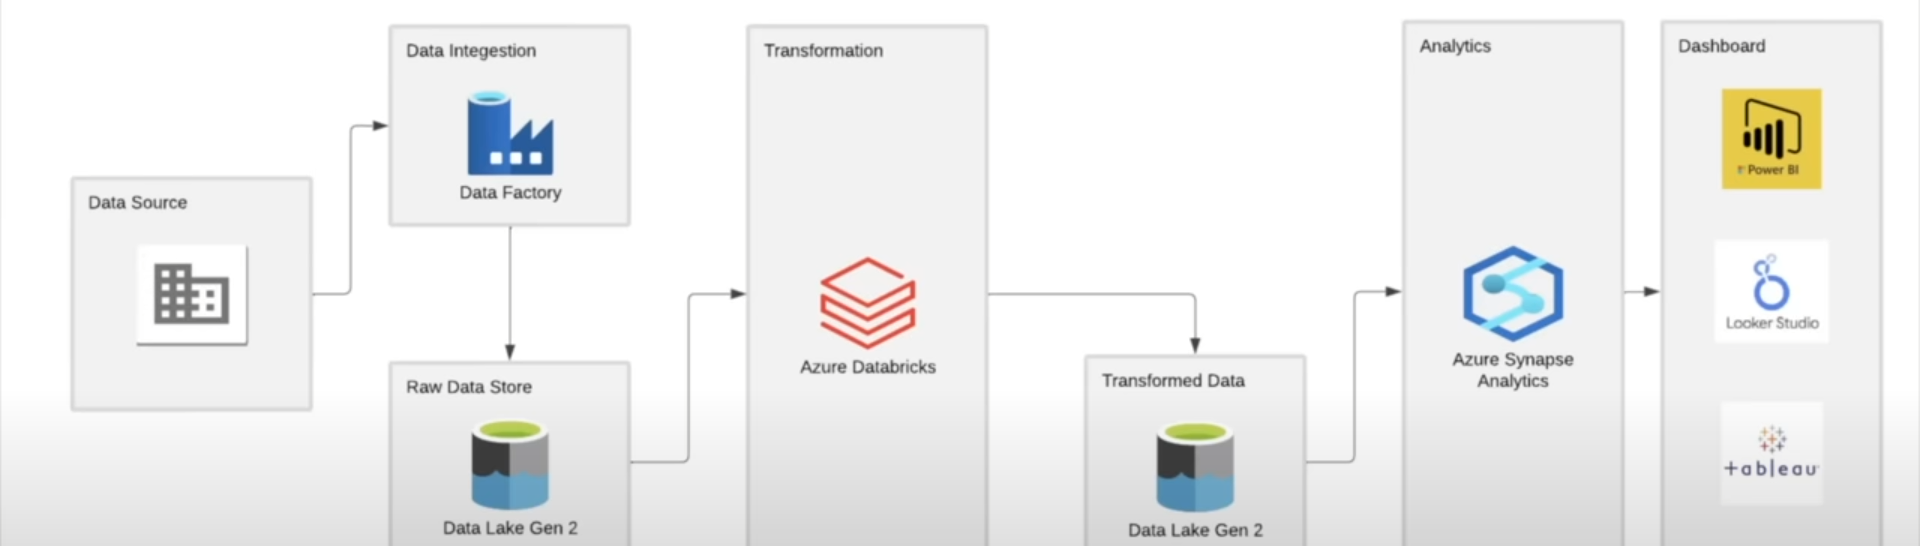 Data Source
Data Integestion
Data Factory
Raw Data Store
Data Lake Gen 2
Transformation
Azure Databricks
Transformed Data
Data Lake Gen 2
Analytics
Azure Synapse
Analytics
Dashboard
Power BI
Looker Studio
+ableau